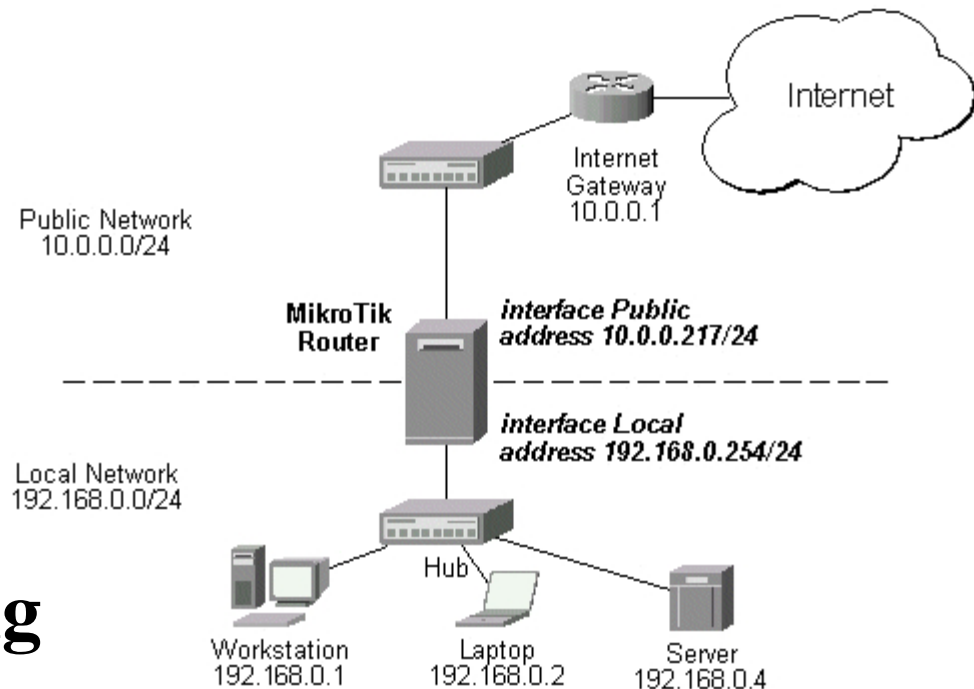 Internet
Internet
Gateway
10.0.0.1
Public Network
10.0.0.0/24
MikroTik
Router
interface Public
address 10.0.0.217/24
interface Local
address 192.168.0.254/24
Local Network
192.168.0.0/24
Hub
g
Workstation
192.168.0.1
Laptop
192.168.0.2
Server
192.168.0.4